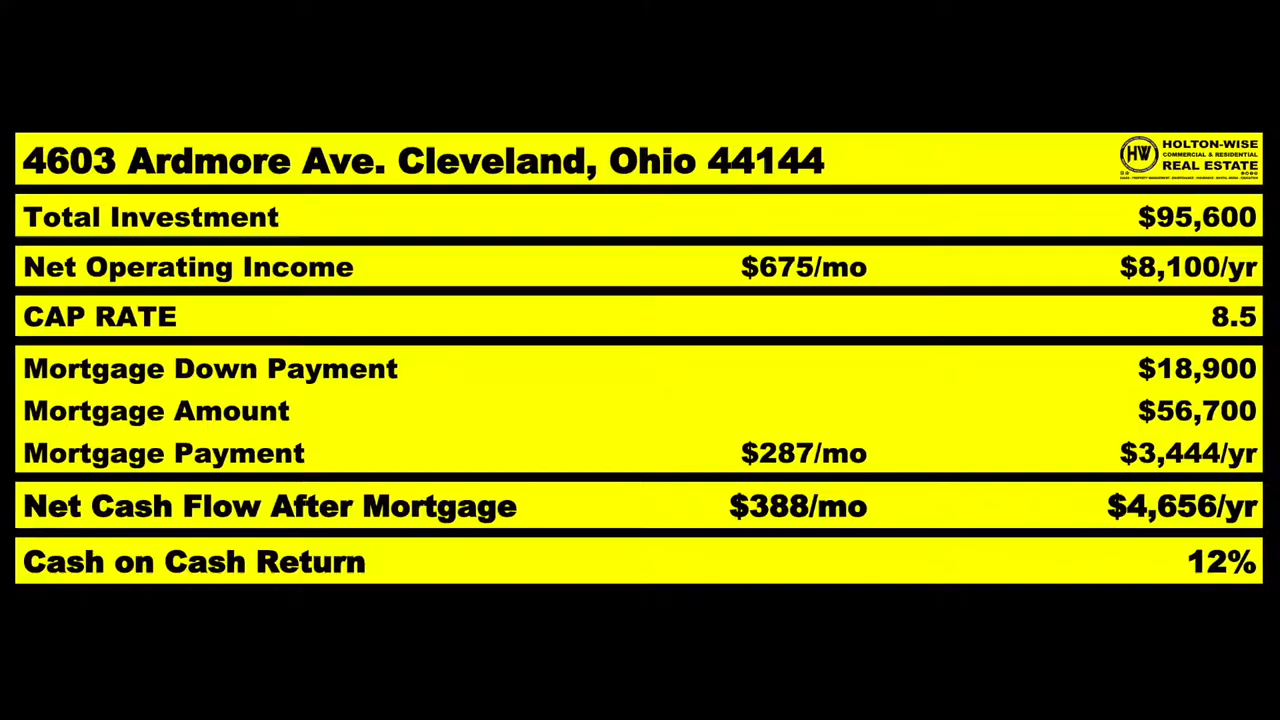 4603 Ardmore Ave. Cleveland, Ohio 44144
HW
HOLTON-WISE
COMMERCIAL & RESIDENTIAL
REAL ESTATE
Total Investment $95,600
Net Operating Income $675/mo $8,100/yr
CAP RATE 8.5
Mortgage Down Payment $18,900
Mortgage Amount $56,700
Mortgage Payment $287/mo $3,444/yr
Net Cash Flow After Mortgage $388/mo $4,656/yr
Cash on Cash Return 12%